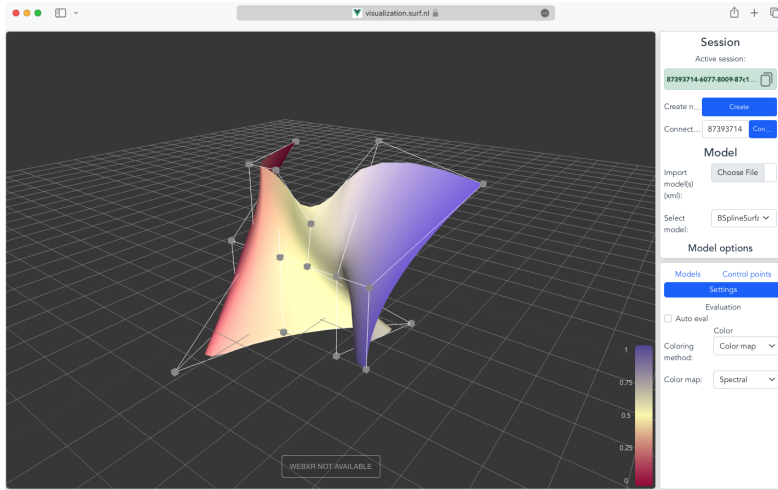 visualization.surf.nl
Session
Active session:
87393714-6077-8009-87c1...
Create n...
Create
Connect...
87393714
Con...
Model
Import
model(s)
(xml):
Choose File
Select
model:
BSplineSurfa
Model options
Models
Control points
Settings
Evaluation
Auto eval
Color
Coloring
method:
Color map
Color map:
Spectral
1
0.75
0.5
0.25
0
WEBXR NOT AVAILABLE